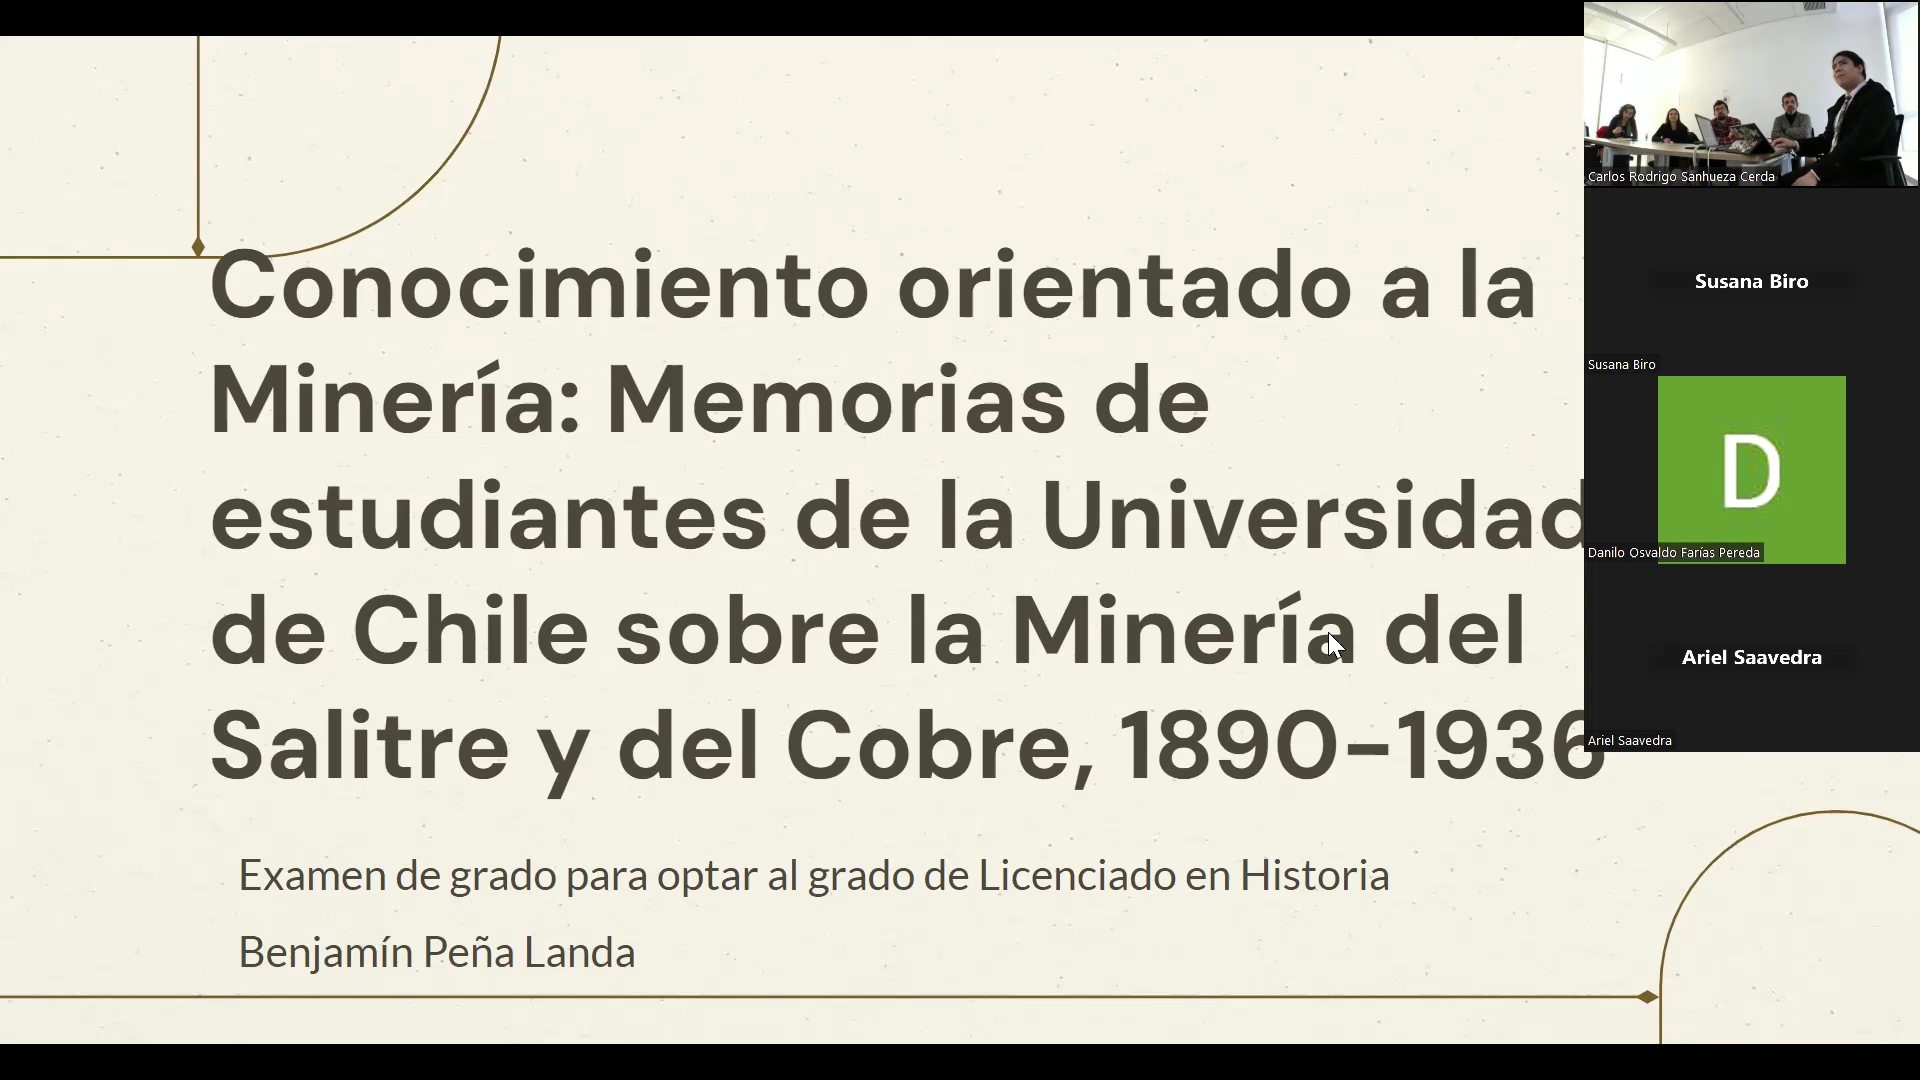 Conocimiento orientado a la
Minería: Memorias de
estudiantes de la Universidad
de Chile sobre la Minería del
Salitre y del Cobre, 1890-1936
Examen de grado para optar al grado de Licenciado en Historia
Benjamín Peña Landa
Carlos Rodrigo Sanhueza Cerda
Susana Biro
Susana Biro
D
Danilo Osvaldo Farías Pereda
Ariel Saavedra
Ariel Saavedra